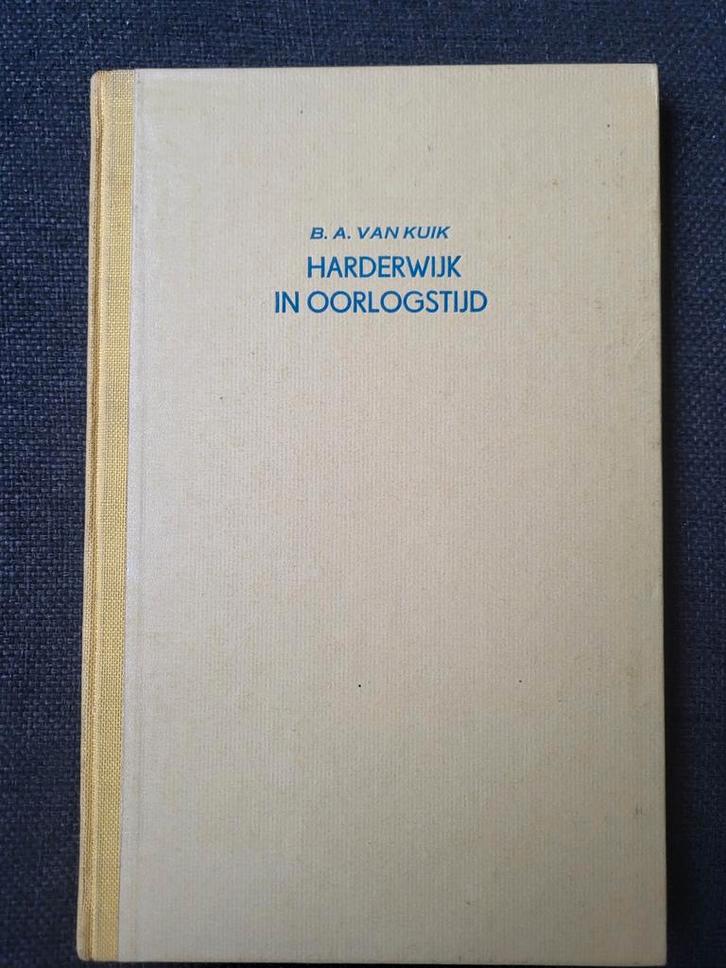 B. A. VAN KUIK
HARDERWIJK
IN OORLOGSTIJD